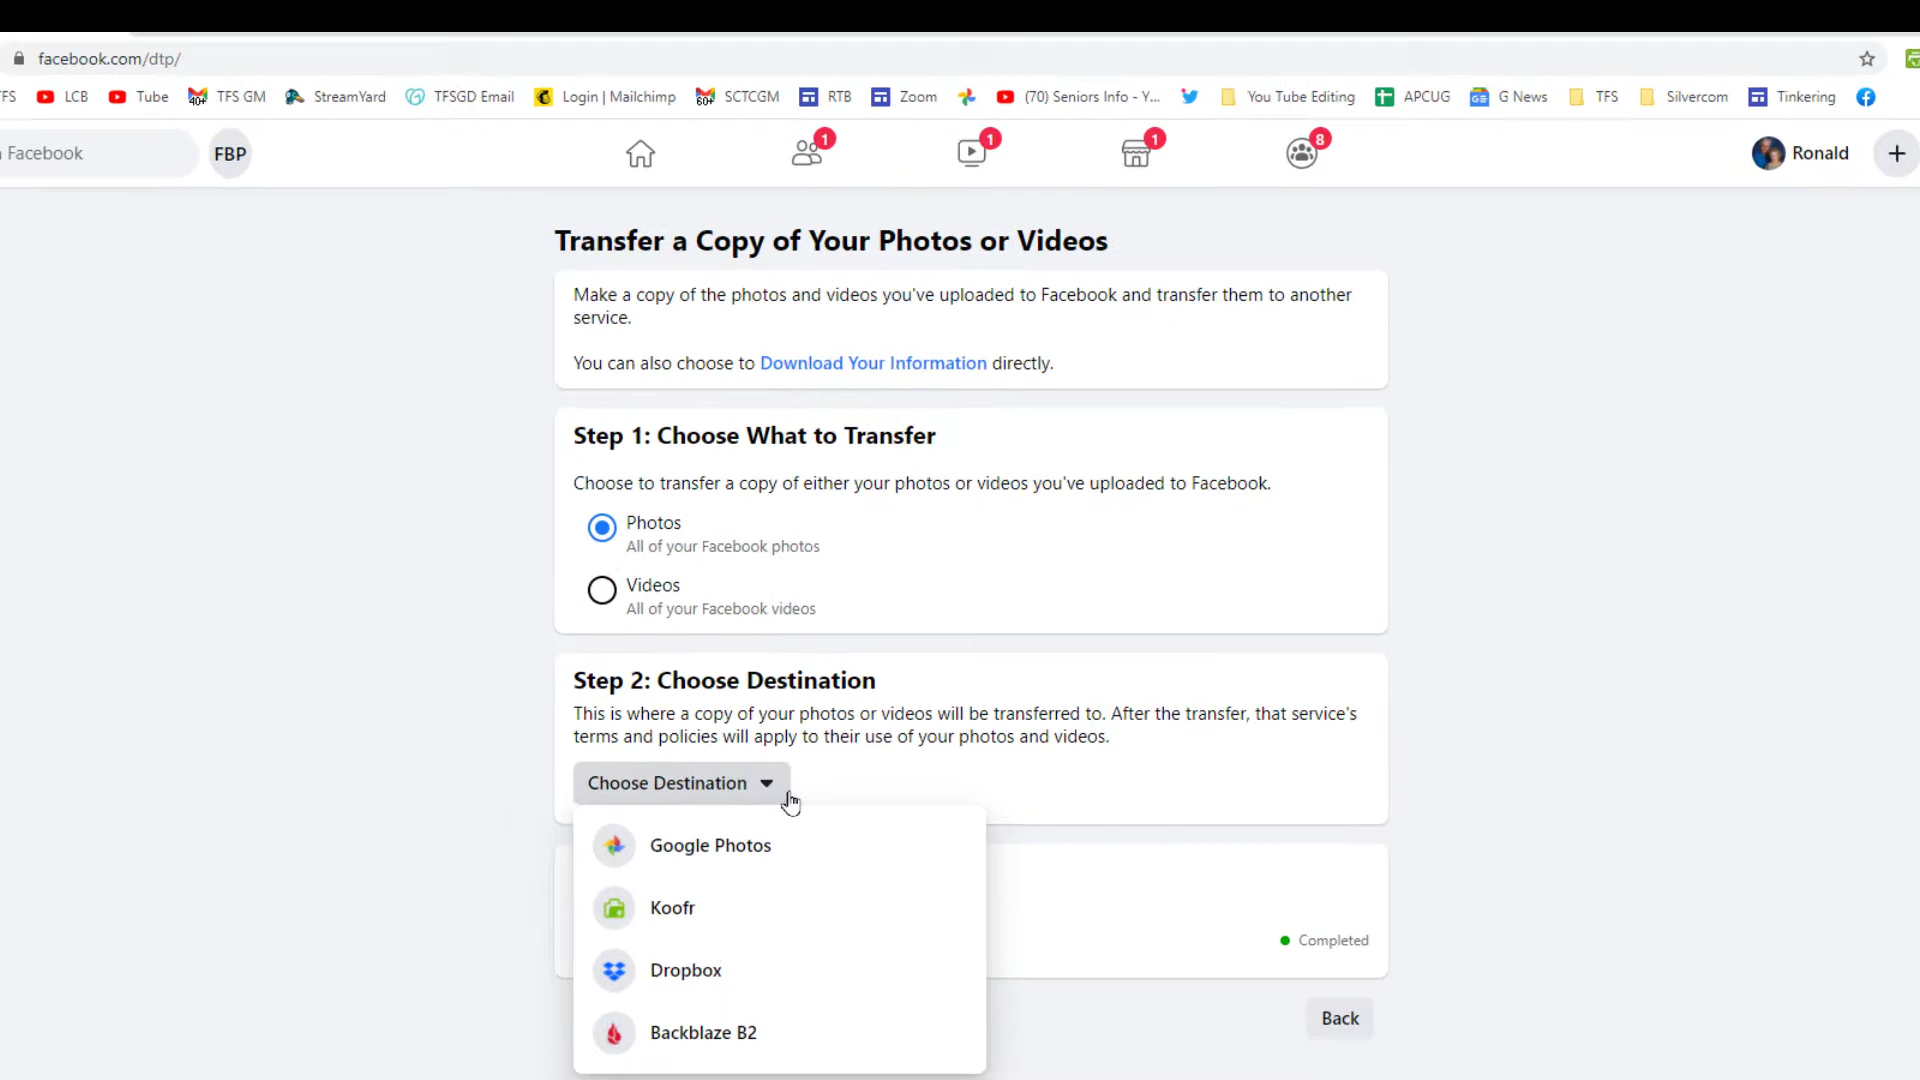 facebook.com/dtp/
TFS LCB Tube TFS GM StreamYard TFSGD Email Login | Mailchimp SCTCGM RTB Zoom (70) Seniors Info - Y... You Tube Editing APCUG G News TFS Silvercom Tinkering
40+ 60+ GE
Facebook FBP 1 1 1 8 Ronald
Transfer a Copy of Your Photos or Videos
Make a copy of the photos and videos you've uploaded to Facebook and transfer them to another
service.
You can also choose to Download Your Information directly.
Step 1: Choose What to Transfer
Choose to transfer a copy of either your photos or videos you've uploaded to Facebook.
Photos
All of your Facebook photos
Videos
All of your Facebook videos
Step 2: Choose Destination
This is where a copy of your photos or videos will be transferred to. After the transfer, that service's
terms and policies will apply to their use of your photos and videos.
Choose Destination
Google Photos
Koofr
Completed
Dropbox
Back
Backblaze B2